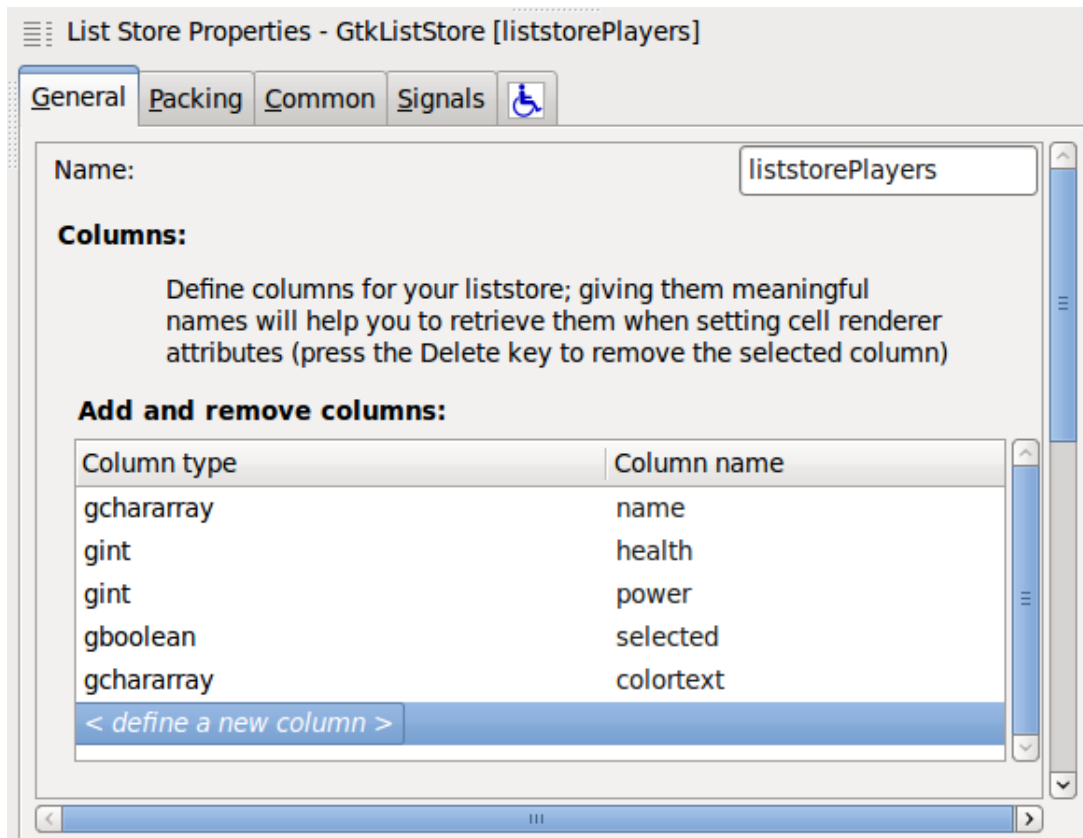 List Store Properties - GtkListStore [liststorePlayers]
General Packing Common Signals
Name: liststorePlayers
Columns:
Define columns for your liststore; giving them meaningful
names will help you to retrieve them when setting cell renderer
attributes (press the Delete key to remove the selected column)
Add and remove columns:
Column type Column name
gchararray name
gint health
gint power
gboolean selected
gchararray colortext
< define a new column >